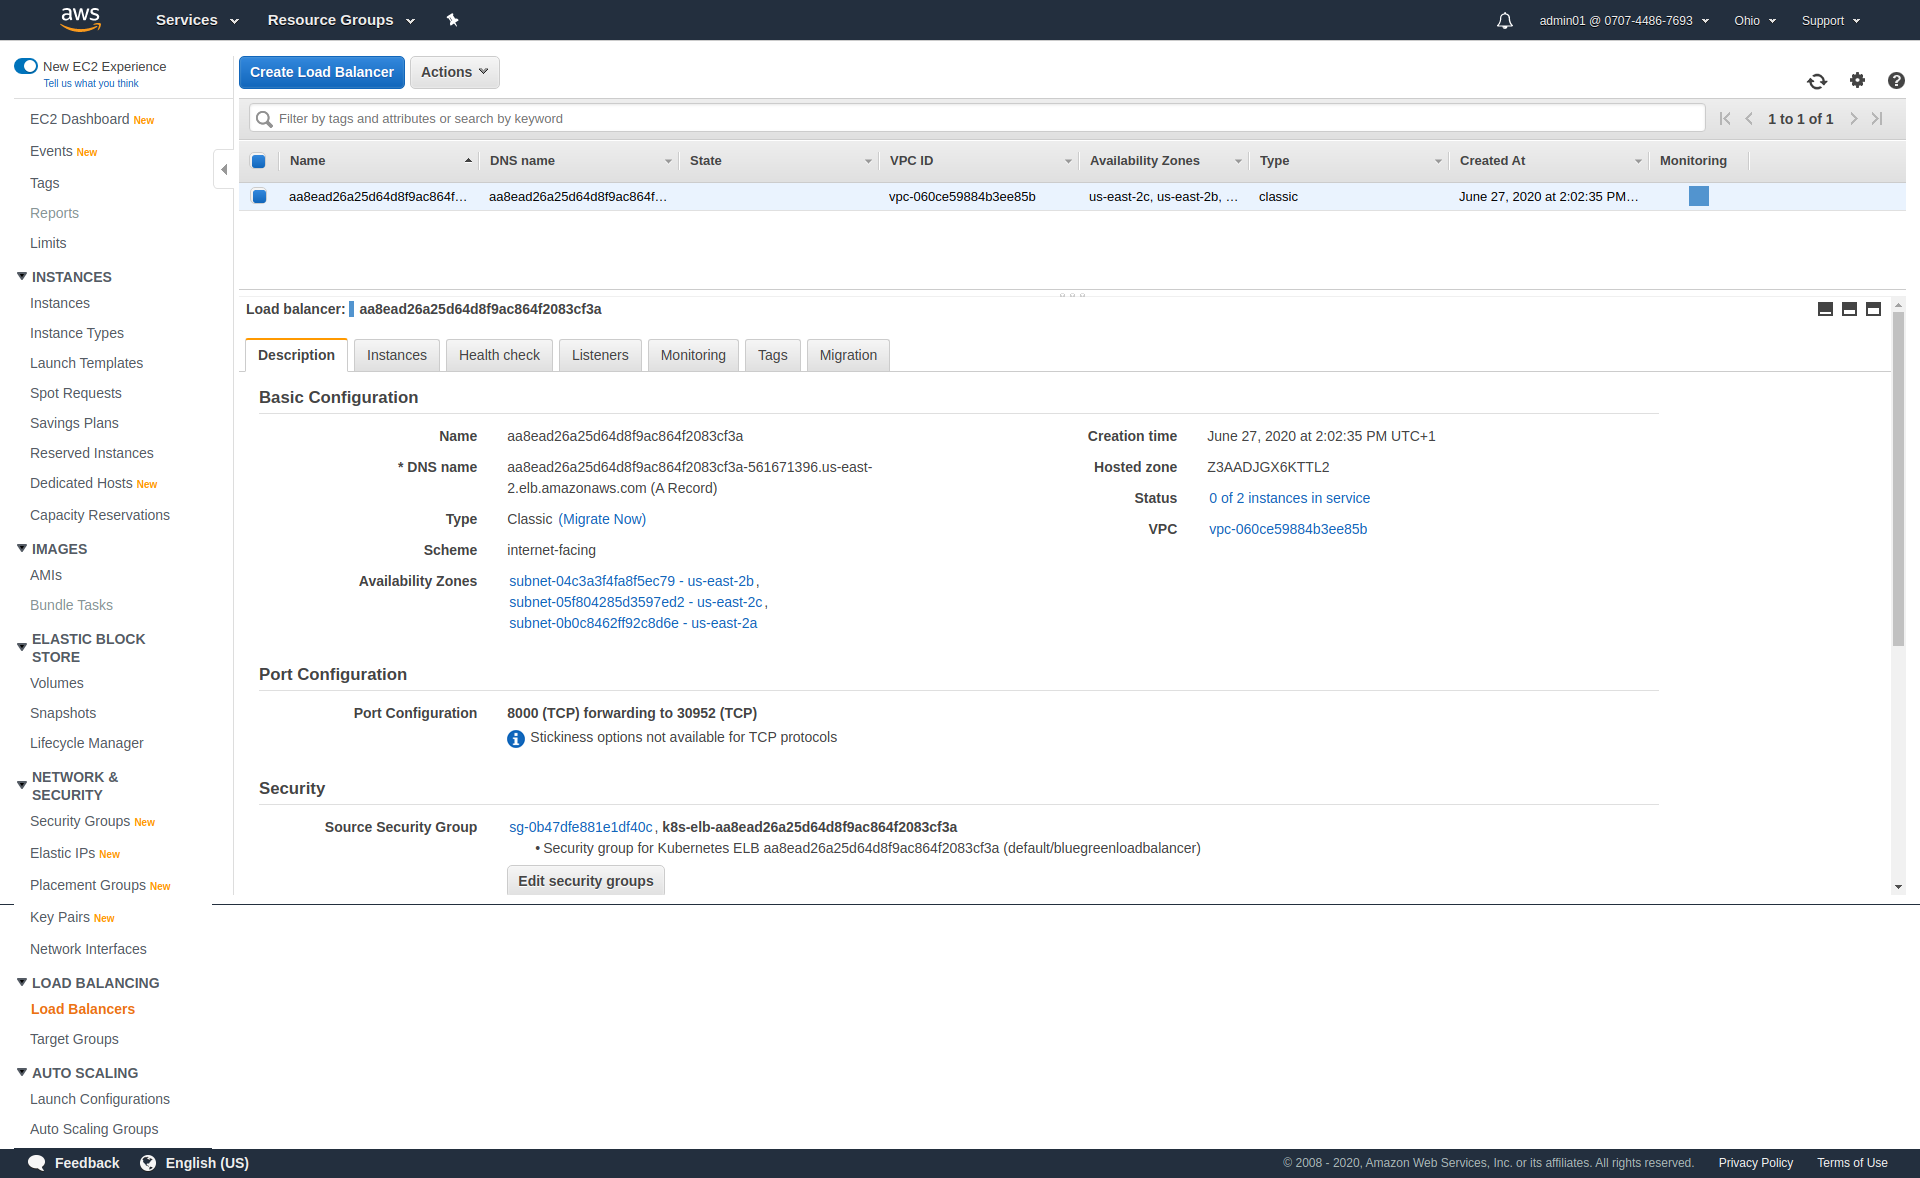 aws Services Resource Groups admin01 @ 0707-4486-7693 Ohio Support
New EC2 Experience
Tell us what you think
EC2 Dashboard New
Events New
Tags
Reports
Limits
INSTANCES
Instances
Instance Types
Launch Templates
Spot Requests
Savings Plans
Reserved Instances
Dedicated Hosts New
Capacity Reservations
IMAGES
AMIs
Bundle Tasks
ELASTIC BLOCK
STORE
Volumes
Snapshots
Lifecycle Manager
NETWORK &
SECURITY
Security Groups New
Elastic IPs New
Placement Groups New
Key Pairs New
Network Interfaces
LOAD BALANCING
Load Balancers
Target Groups
AUTO SCALING
Launch Configurations
Auto Scaling Groups
Create Load Balancer Actions
Filter by tags and attributes or search by keyword 1 to 1 of 1
Name DNS name State VPC ID Availability Zones Type Created At Monitoring
aa8ead26a25d64d8f9ac864f... aa8ead26a25d64d8f9ac864f... vpc-060ce59884b3ee85b us-east-2c, us-east-2b, ... classic June 27, 2020 at 2:02:35 PM...
Load balancer: aa8ead26a25d64d8f9ac864f2083cf3a
Description Instances Health check Listeners Monitoring Tags Migration
Basic Configuration
Name aa8ead26a25d64d8f9ac864f2083cf3a
* DNS name aa8ead26a25d64d8f9ac864f2083cf3a-561671396.us-east-
2.elb.amazonaws.com (A Record)
Type Classic (Migrate Now)
Scheme internet-facing
Availability Zones subnet-04c3a3f4fa8f5ec79 - us-east-2b,
subnet-05f804285d3597ed2 - us-east-2c,
subnet-0b0c8462ff92c8d6e - us-east-2a
Creation time June 27, 2020 at 2:02:35 PM UTC+1
Hosted zone Z3AADJGX6KTTL2
Status 0 of 2 instances in service
VPC vpc-060ce59884b3ee85b
Port Configuration
Port Configuration 8000 (TCP) forwarding to 30952 (TCP)
Stickiness options not available for TCP protocols
Security
Source Security Group sg-0b47dfe881e1df40c, k8s-elb-aa8ead26a25d64d8f9ac864f2083cf3a
• Security group for Kubernetes ELB aa8ead26a25d64d8f9ac864f2083cf3a (default/bluegreenloadbalancer)
Edit security groups
Feedback English (US) © 2008 - 2020, Amazon Web Services, Inc. or its affiliates. All rights reserved. Privacy Policy Terms of Use